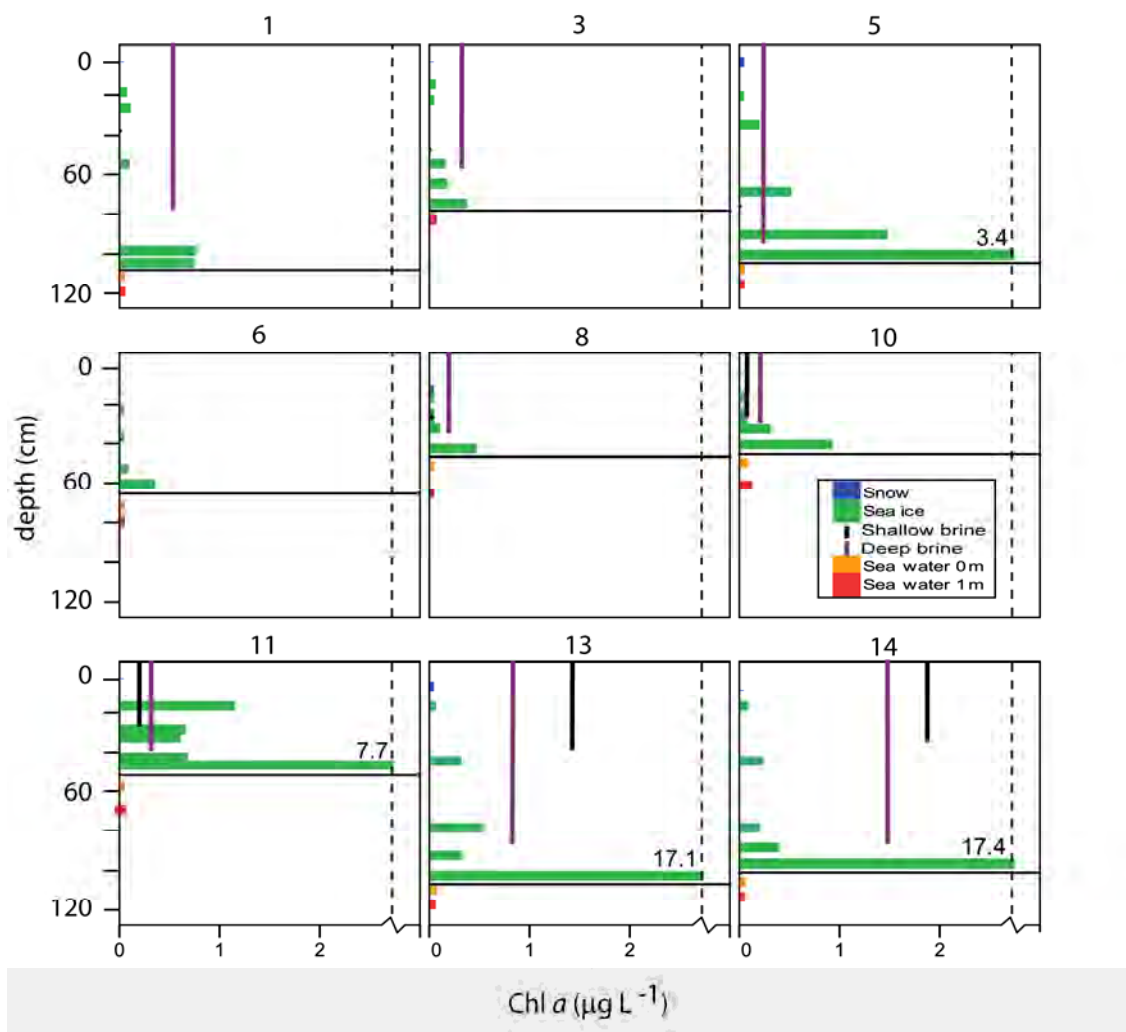 1 3 5
0
60
120
3.4
6 8 10
0
60
120
Snow
Sea ice
Shallow brine
Deep brine
Sea water 0 m
Sea water 1 m
depth (cm)
11 13 14
0
60
120
7.7
17.1
17.4
0 1 2 0 1 2 0 1 2
Chl a (µg L⁻¹)